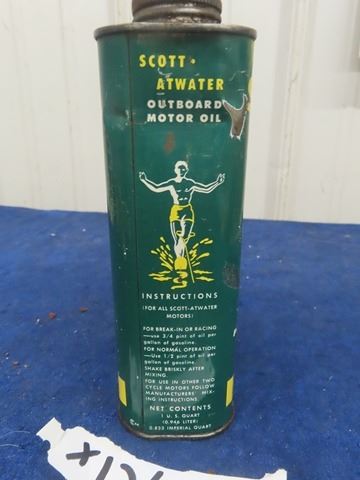 SCOTT-
ATWATER
OUTBOARD
MOTOR OIL
INSTRUCTIONS
(FOR ALL SCOTT-ATWATER
MOTORS)
FOR BREAK-IN OR RACING
—use 3/4 pint of oil per
gallon of gasoline.
FOR NORMAL OPERATION
—Use 1/2 pint of oil per
gallon of gasoline.
SHAKE BRISKLY AFTER
MIXING.
FOR USE IN OTHER TWO
CYCLE MOTORS FOLLOW
MANUFACTURERS' MIX-
ING INSTRUCTIONS.
NET CONTENTS
1 U. S. QUART
(0.946 LITER)
0.833 IMPERIAL QUART